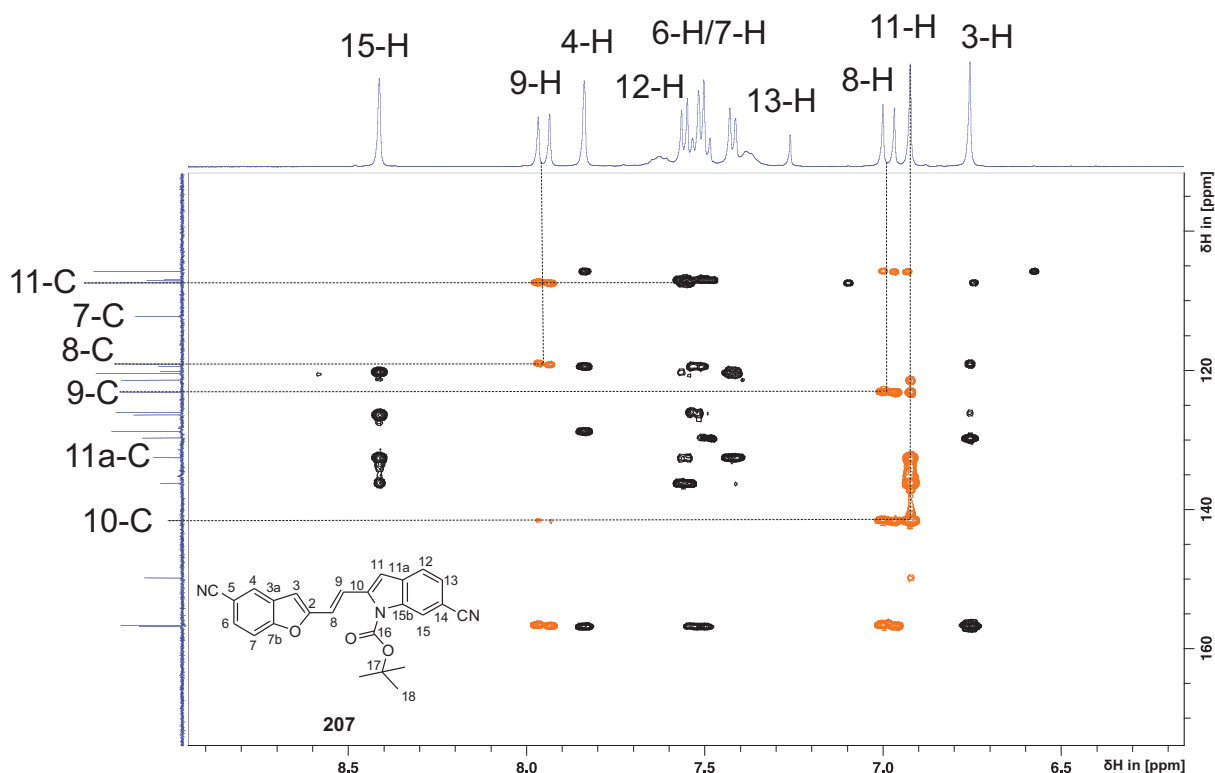 15-H
9-H
4-H
12-H
6-H/7-H
13-H
8-H
11-H
3-H
11-C
7-C
8-C
9-C
11a-C
10-C
δH in [ppm]
120
140
160
8.5
8.0
7.5
7.0
6.5
δH in [ppm]
NC
5
4
3a
3
2
9
8
10
11
11a
12
13
14
CN
15
15b
N
6
7
7b
O
O
16
O
17
18
207